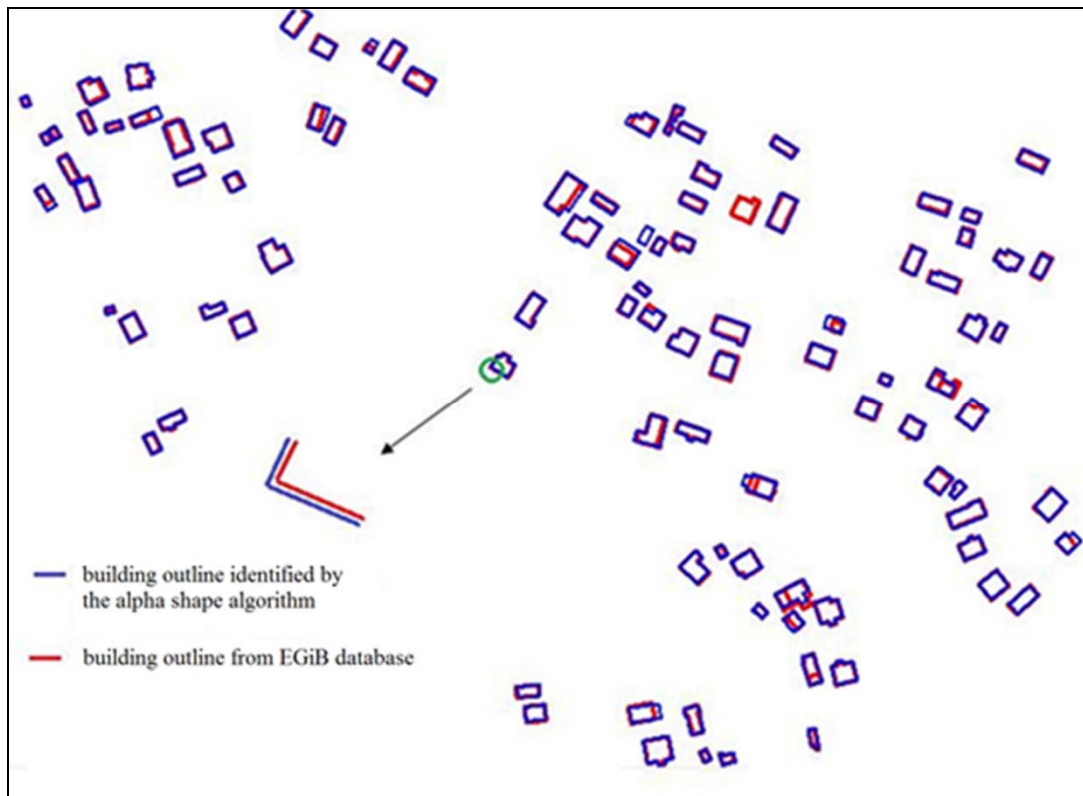 building outline identified by
the alpha shape algorithm
building outline from EGiB database